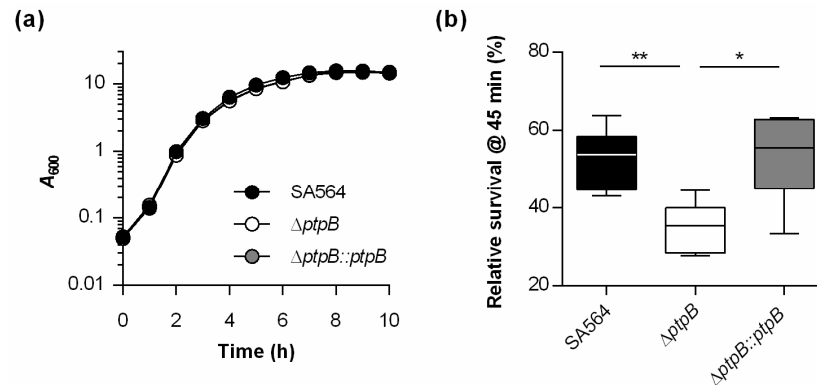 (a)
A600
10
1
0.1
0.01
0
2
4
6
8
10
Time (h)
SA564
ΔptpB
ΔptpB::ptpB
(b)
Relative survival @ 45 min (%)
80
60
40
20
**
*
SA564
ΔptpB
ΔptpB::ptpB